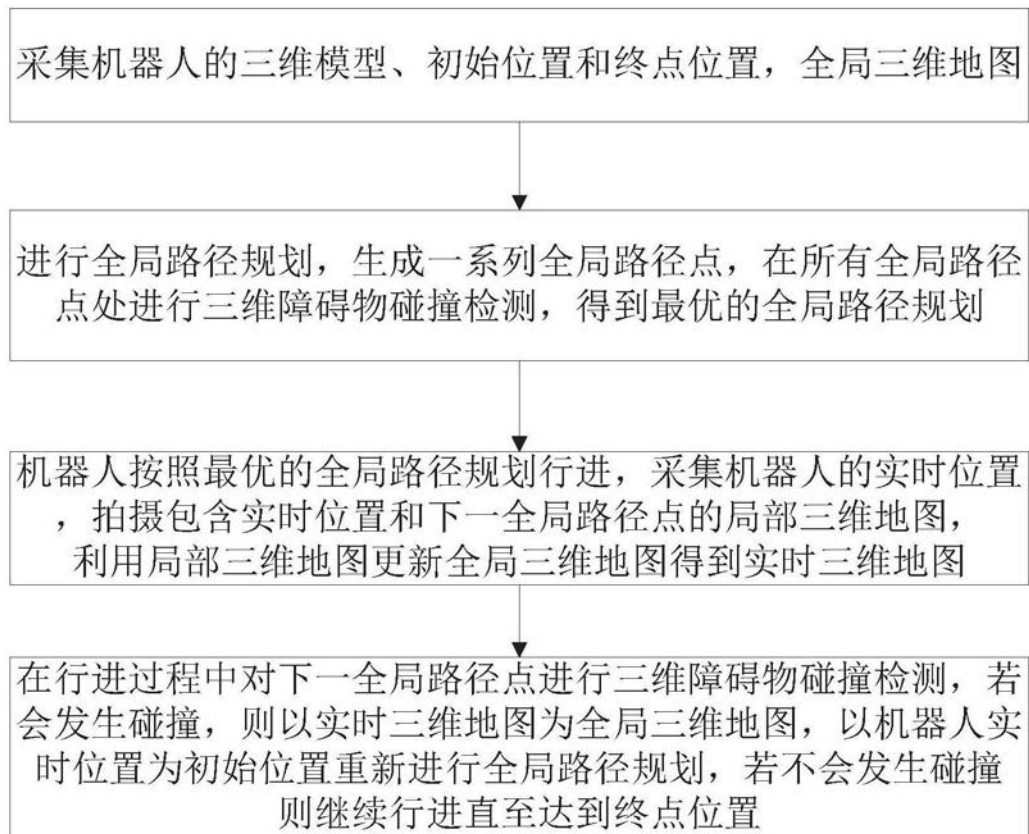 采集机器人的三维模型、初始位置和终点位置，全局三维地图
进行全局路径规划，生成一系列全局路径点，在所有全局路径
点处进行三维障碍物碰撞检测，得到最优的全局路径规划
机器人按照最优的全局路径规划行进，采集机器人的实时位置
，拍摄包含实时位置和下一全局路径点的局部三维地图，
利用局部三维地图更新全局三维地图得到实时三维地图
在行进过程中对下一全局路径点进行三维障碍物碰撞检测，若
会发生碰撞，则以实时三维地图为全局三维地图，以机器人实
时位置为初始位置重新进行全局路径规划，若不会发生碰撞
则继续行进直至达到终点位置